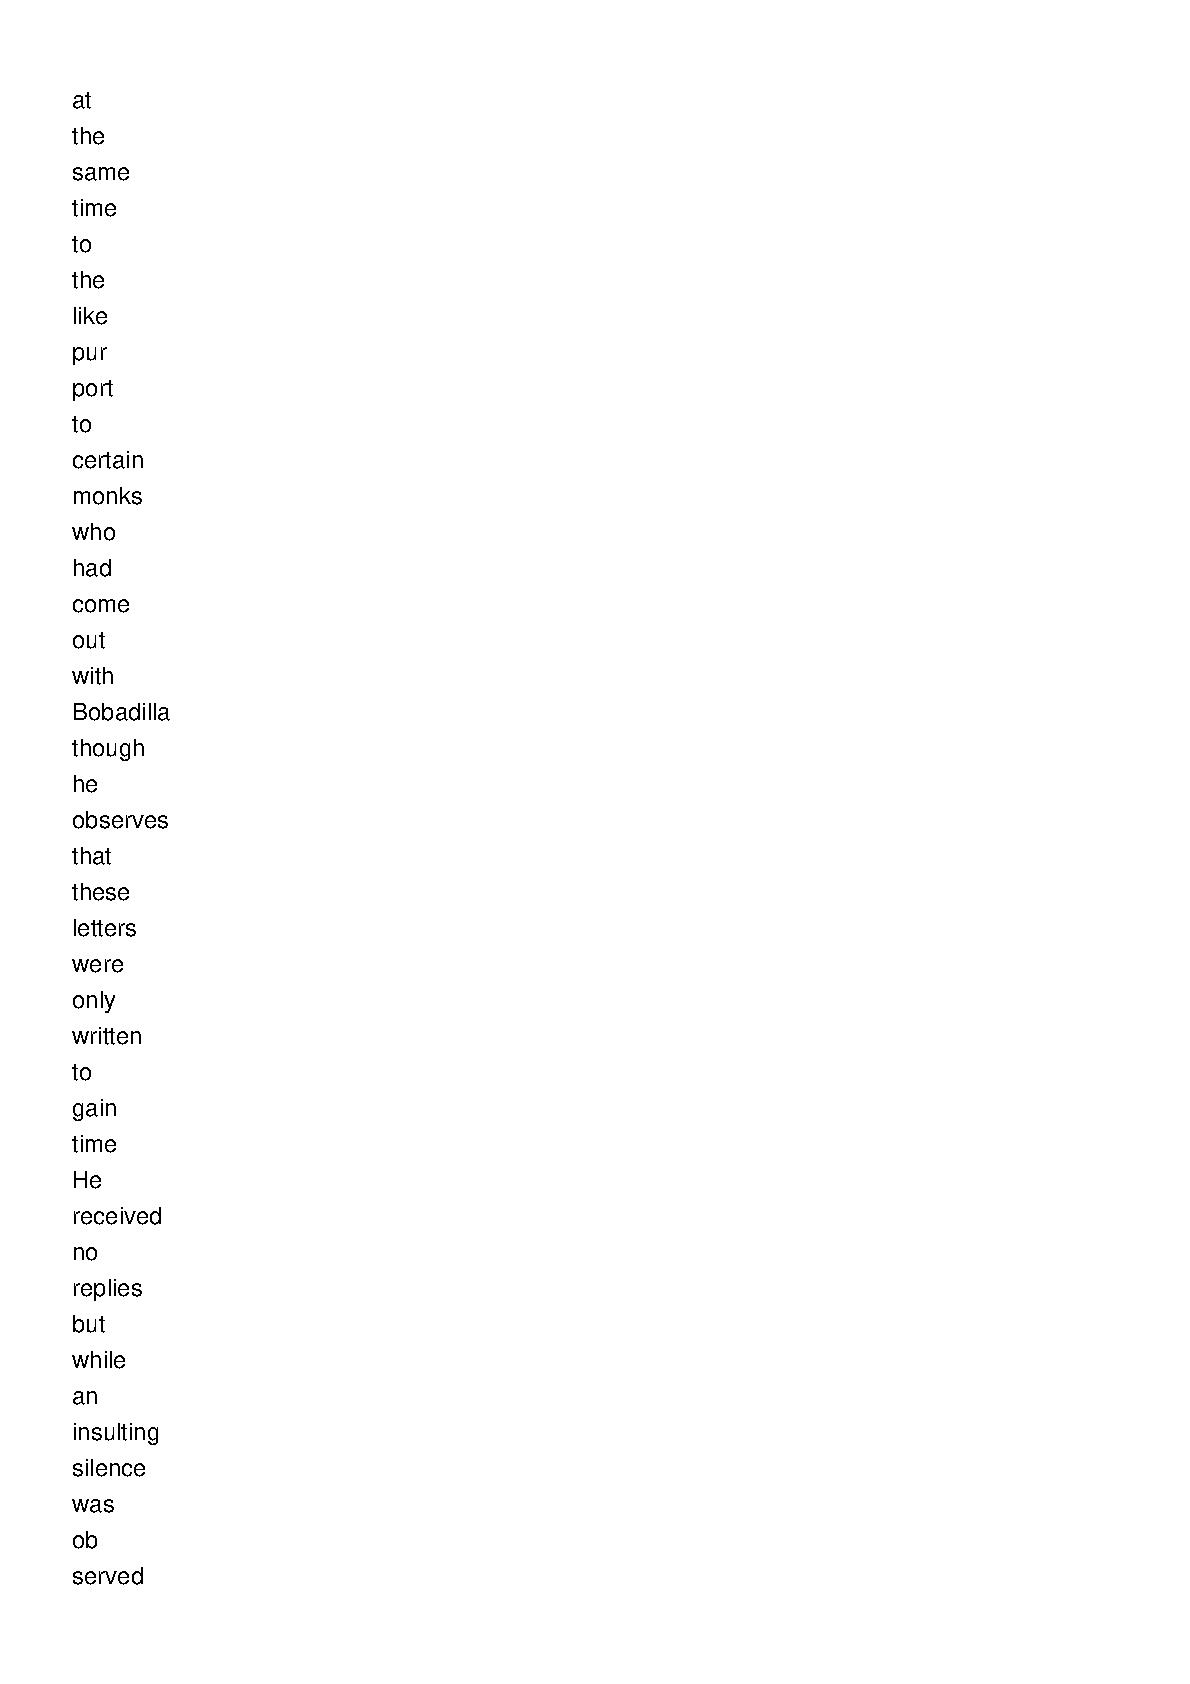 at
the
same
time
to
the
like
pur
port
to
certain
monks
who
had
come
out
with
Bobadilla
though
he
observes
that
these
letters
were
only
written
to
gain
time
He
received
no
replies
but
while
an
insulting
silence
was
ob
served